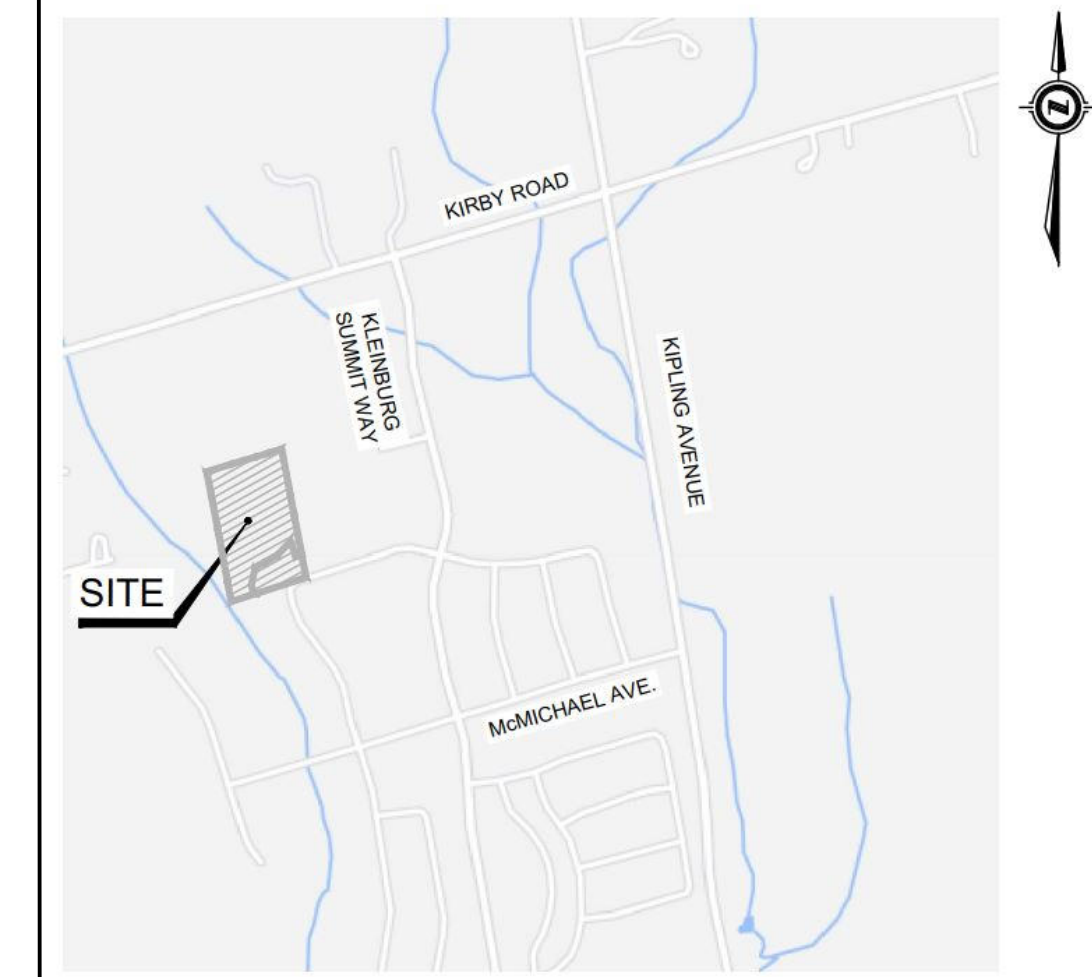 KIRBY ROAD
KLEINBURG
SUMMIT WAY
KIPLING AVENUE
SITE
McMICHAEL AVE.
N